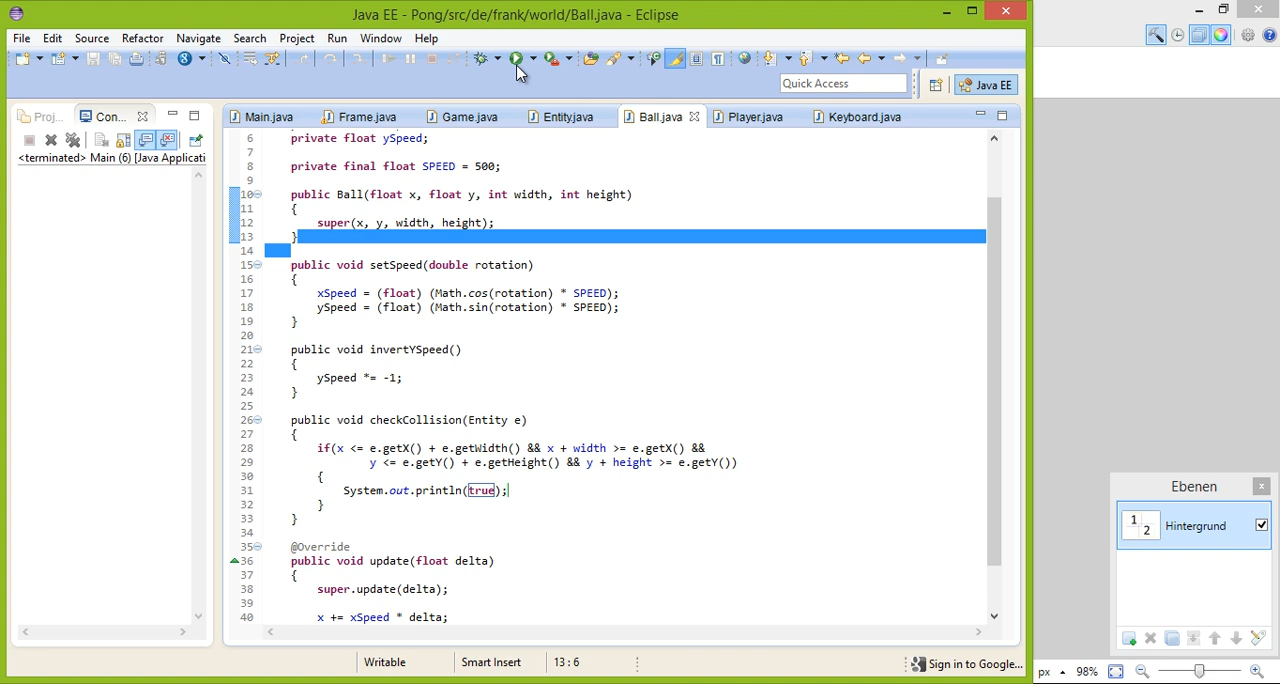 Java EE - Pong/src/de/frank/world/Ball.java - Eclipse
File Edit Source Refactor Navigate Search Project Run Window Help
Quick Access
Java EE
Proj...
Con...
Main.java
Frame.java
Game.java
Entity.java
Ball.java
Player.java
Keyboard.java
<terminated> Main (6) [Java Applicati
6 private float ySpeed;
7
8 private final float SPEED = 500;
9
10 public Ball(float x, float y, int width, int height)
11 {
12 super(x, y, width, height);
13 }
14
15 public void setSpeed(double rotation)
16 {
17 xSpeed = (float) (Math.cos(rotation) * SPEED);
18 ySpeed = (float) (Math.sin(rotation) * SPEED);
19 }
20
21 public void invertYSpeed()
22 {
23 ySpeed *= -1;
24 }
25
26 public void checkCollision(Entity e)
27 {
28 if(x <= e.getX() + e.getWidth() && x + width >= e.getX() &&
29 y <= e.getY() + e.getHeight() && y + height >= e.getY())
30 {
31 System.out.println(true);
32 }
33 }
34
35 @Override
36 public void update(float delta)
37 {
38 super.update(delta);
39
40 x += xSpeed * delta;
Writable
Smart Insert
13 : 6
Sign in to Google...
Ebenen
1
2
Hintergrund
px
98%